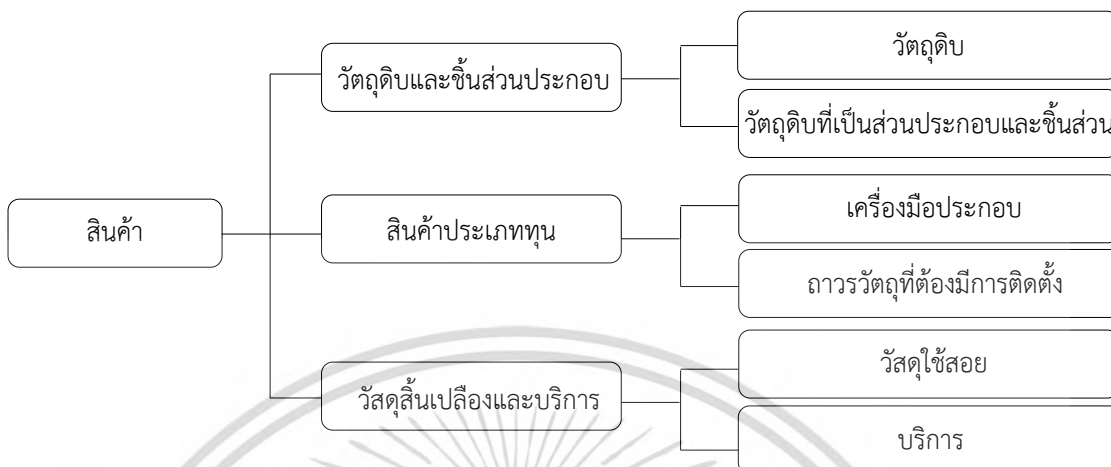 สินค้า
วัตถุดิบและชิ้นส่วนประกอบ
วัตถุดิบ
วัตถุดิบที่เป็นส่วนประกอบและชิ้นส่วน
สินค้าประเภททุน
เครื่องมือประกอบ
ถาวรวัตถุที่ต้องมีการติดตั้ง
วัสดุสิ้นเปลืองและบริการ
วัสดุใช้สอย
บริการ